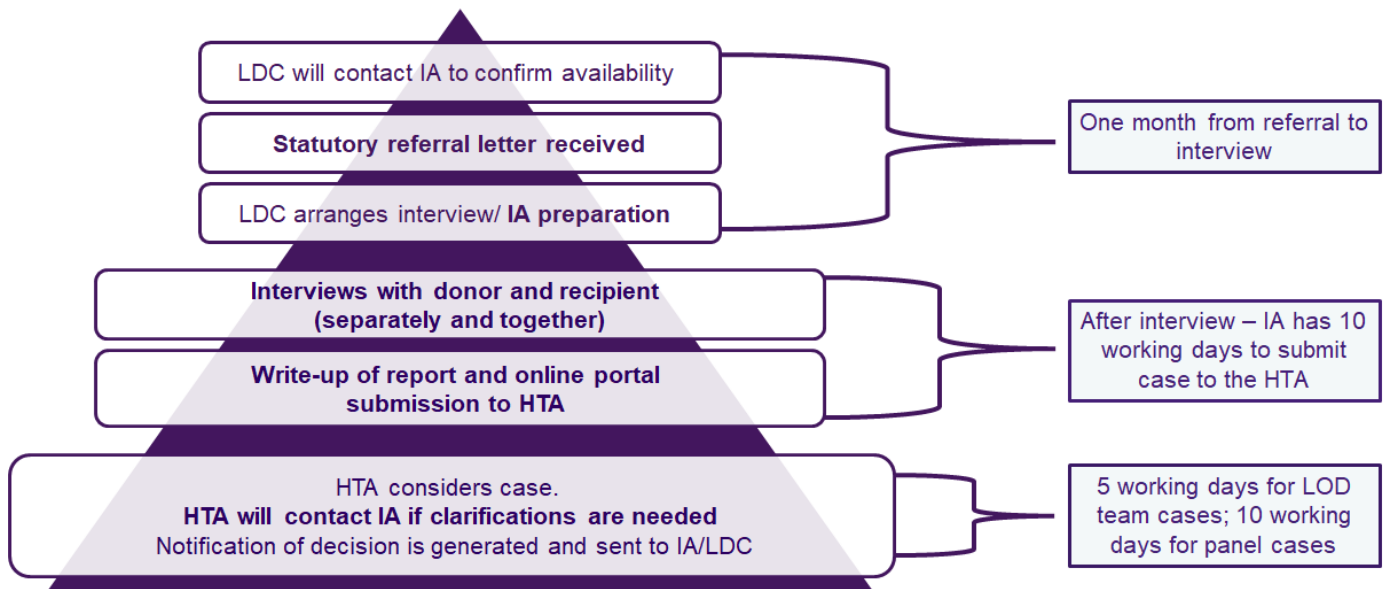 LDC will contact IA to confirm availability
Statutory referral letter received
LDC arranges interview/ IA preparation
One month from referral to
interview
Interviews with donor and recipient
(separately and together)
Write-up of report and online portal
submission to HTA
After interview – IA has 10
working days to submit
case to the HTA
HTA considers case.
HTA will contact IA if clarifications are needed
Notification of decision is generated and sent to IA/LDC
5 working days for LOD
team cases; 10 working
days for panel cases